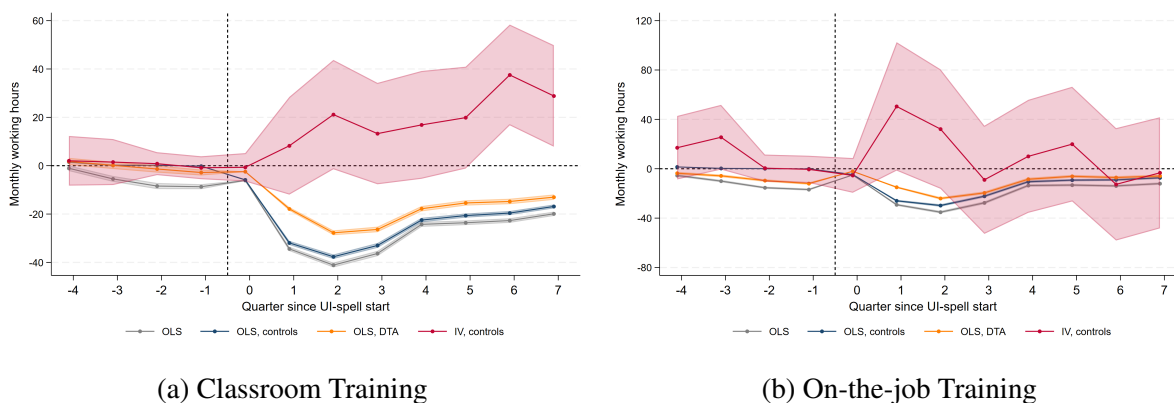 60
40
20
0
-20
-40
Monthly working hours
-4 -3 -2 -1 0 1 2 3 4 5 6 7
Quarter since UI-spell start
OLS OLS, controls OLS, DTA IV, controls
(a) Classroom Training
120
80
40
0
-40
-80
Monthly working hours
-4 -3 -2 -1 0 1 2 3 4 5 6 7
Quarter since UI-spell start
OLS OLS, controls OLS, DTA IV, controls
(b) On-the-job Training